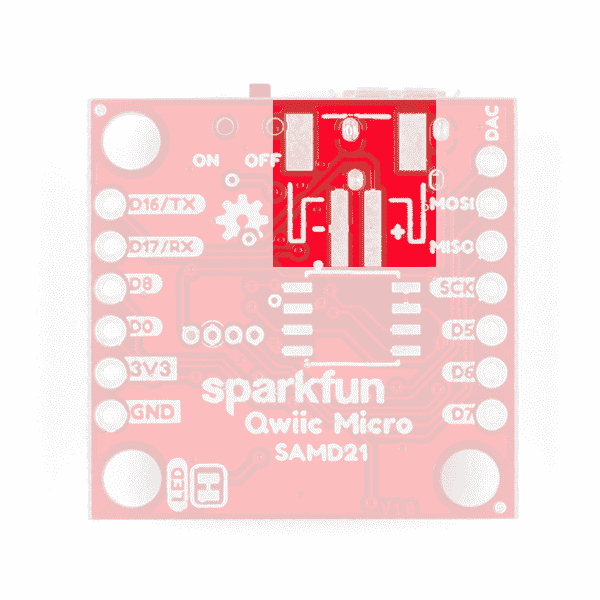 DAC
ON OFF
D16/TX
MOSI
D17/RX
MISO
D8
SCK
D0
D5
3V3
D6
GND
D7
sparkfun
Qwiic Micro
SAMD21
LED
- +